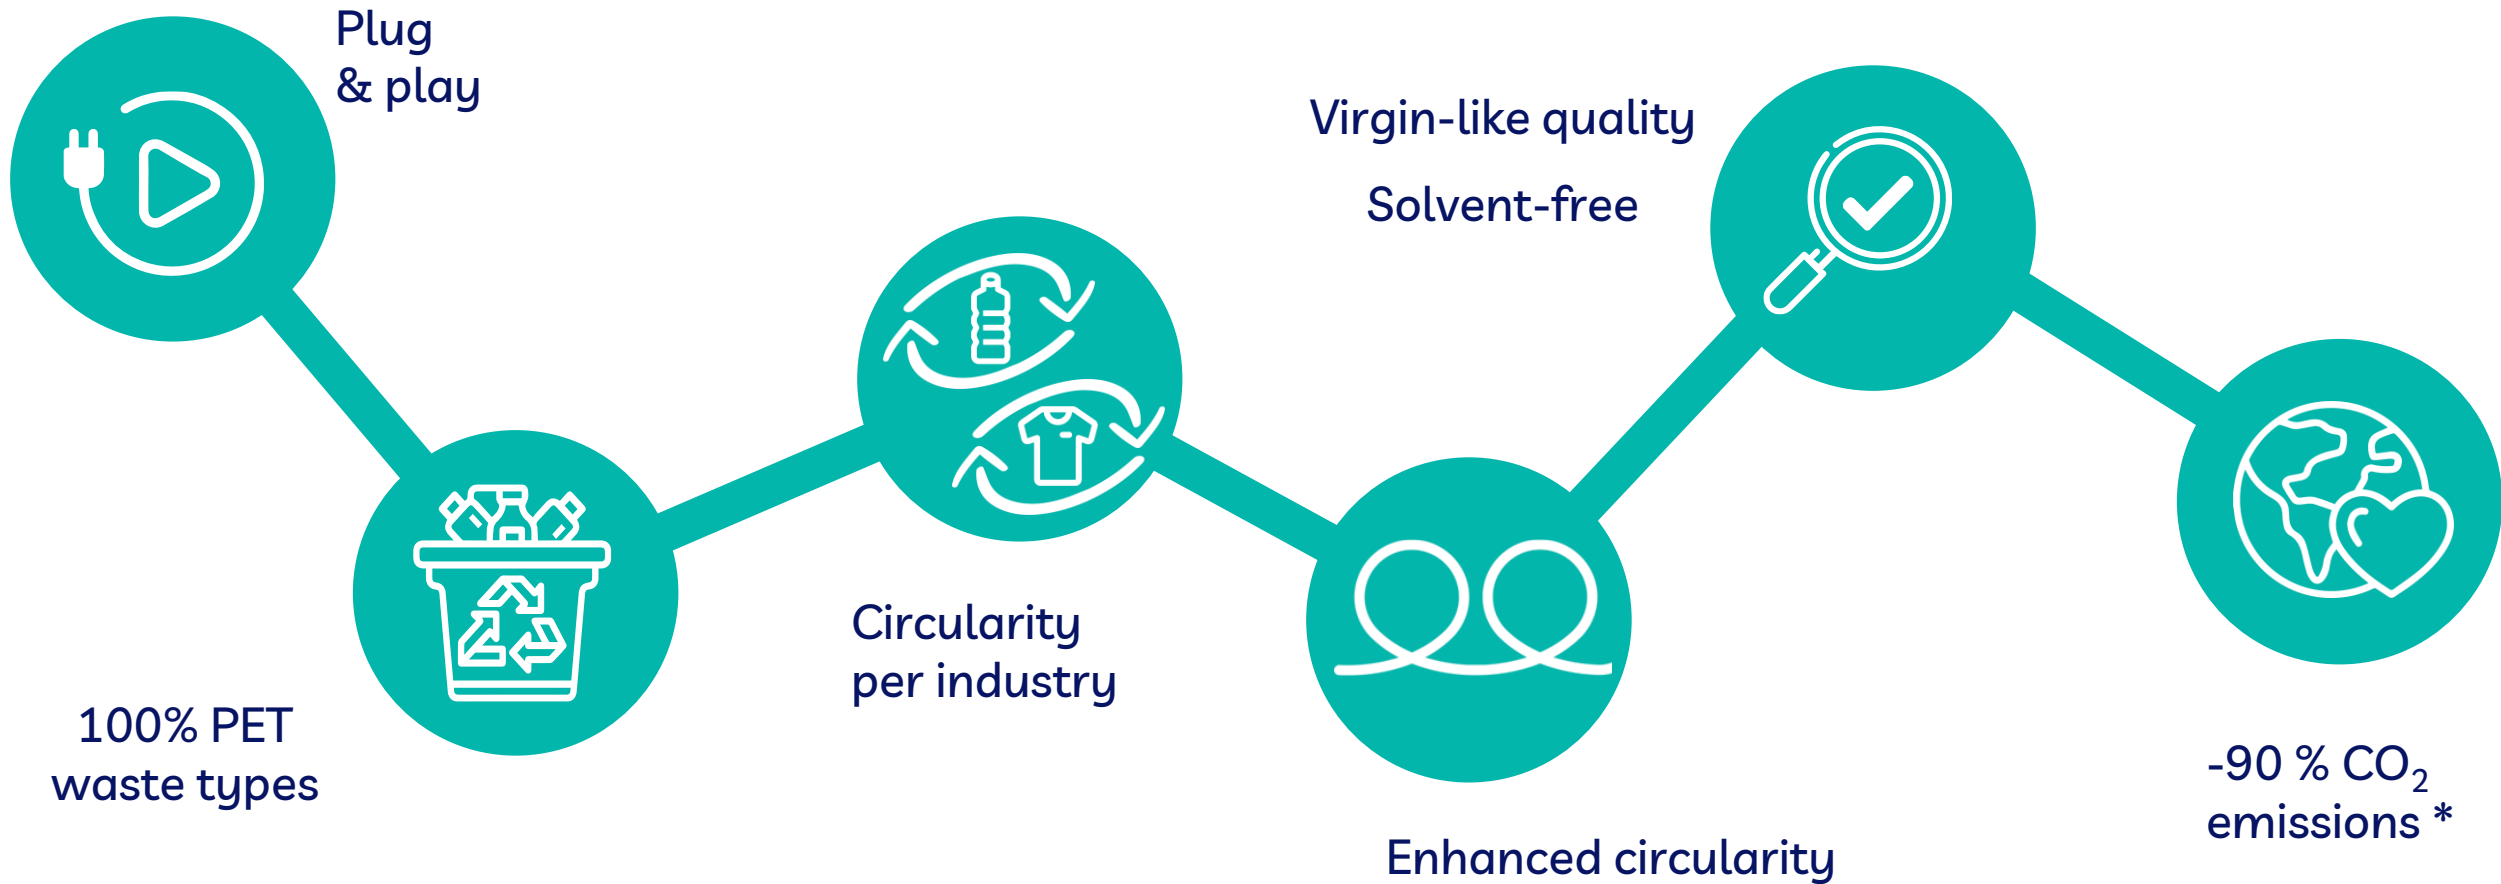 Plug
& play
100% PET
waste types
Circularity
per industry
Enhanced circularity
Virgin-like quality
Solvent-free
-90 % CO₂
emissions *